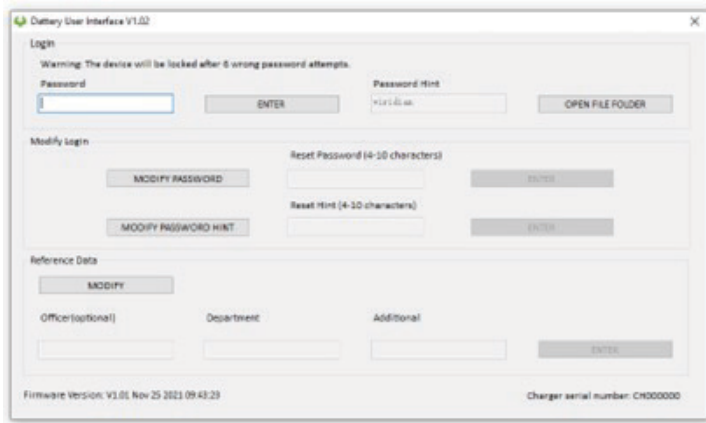 Dattery User Interface V1.02
Login
Warning: The device will be locked after 6 wrong password attempts.
Password
Password Hint
ENTER
viridian
OPEN FILE FOLDER
Modify Login
Reset Password (4-10 characters)
MODIFY PASSWORD
ENTER
Reset Hint (4-10 characters)
MODIFY PASSWORD HINT
ENTER
Reference Data
MODIFY
Officer(optional)
Department
Additional
ENTER
Firmware Version: V1.01 Nov 25 2021 09:43:23
Charger serial number: CH000000